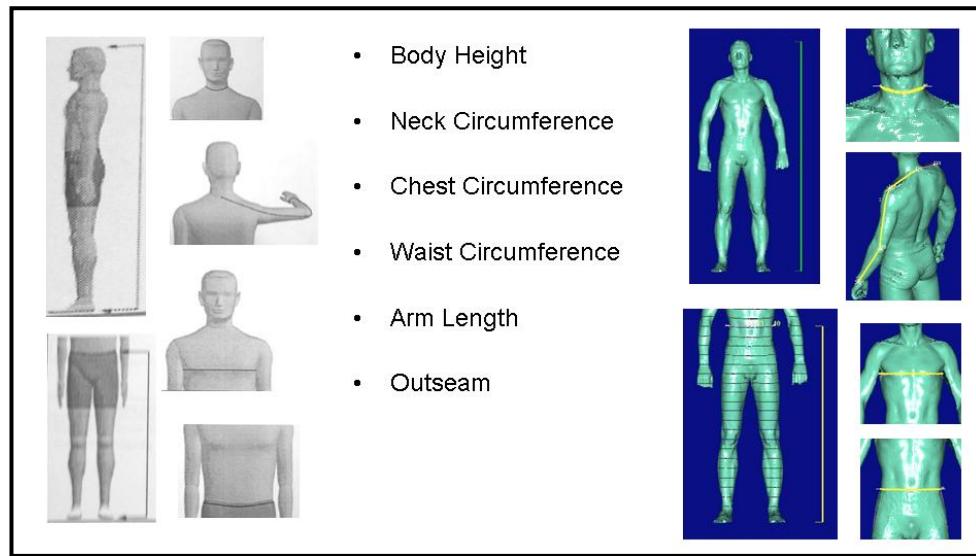 Body Height
Neck Circumference
Chest Circumference
Waist Circumference
Arm Length
Outseam